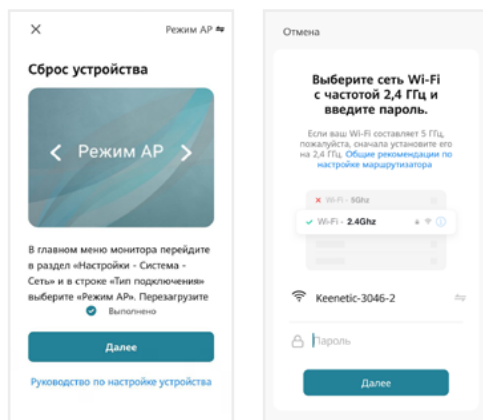 Режим AP
Сброс устройства
Режим AP
В главном меню монитора перейдите
в раздел «Настройки - Система -
Сеть» и в строке «Тип подключения»
выберите «Режим AP». Перезагрузите
Выполнено
Далее
Руководство по настройке устройства
Отмена
Выберите сеть Wi-Fi
с частотой 2,4 ГГц и
введите пароль.
Если ваш Wi-Fi составляет 5 ГГц,
пожалуйста, сначала установите его
на 2,4 ГГц. Общие рекомендации по
настройке маршрутизатора
Wi-Fi - 5Ghz
Wi-Fi - 2.4Ghz
Keenetic-3046-2
Пароль
Далее